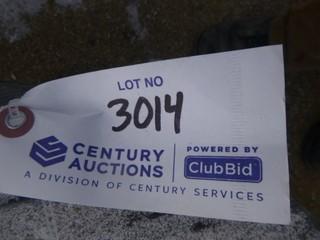 LOT NO
3014
CENTURY
AUCTIONS
POWERED BY
ClubBid
A DIVISION OF CENTURY SERVICES